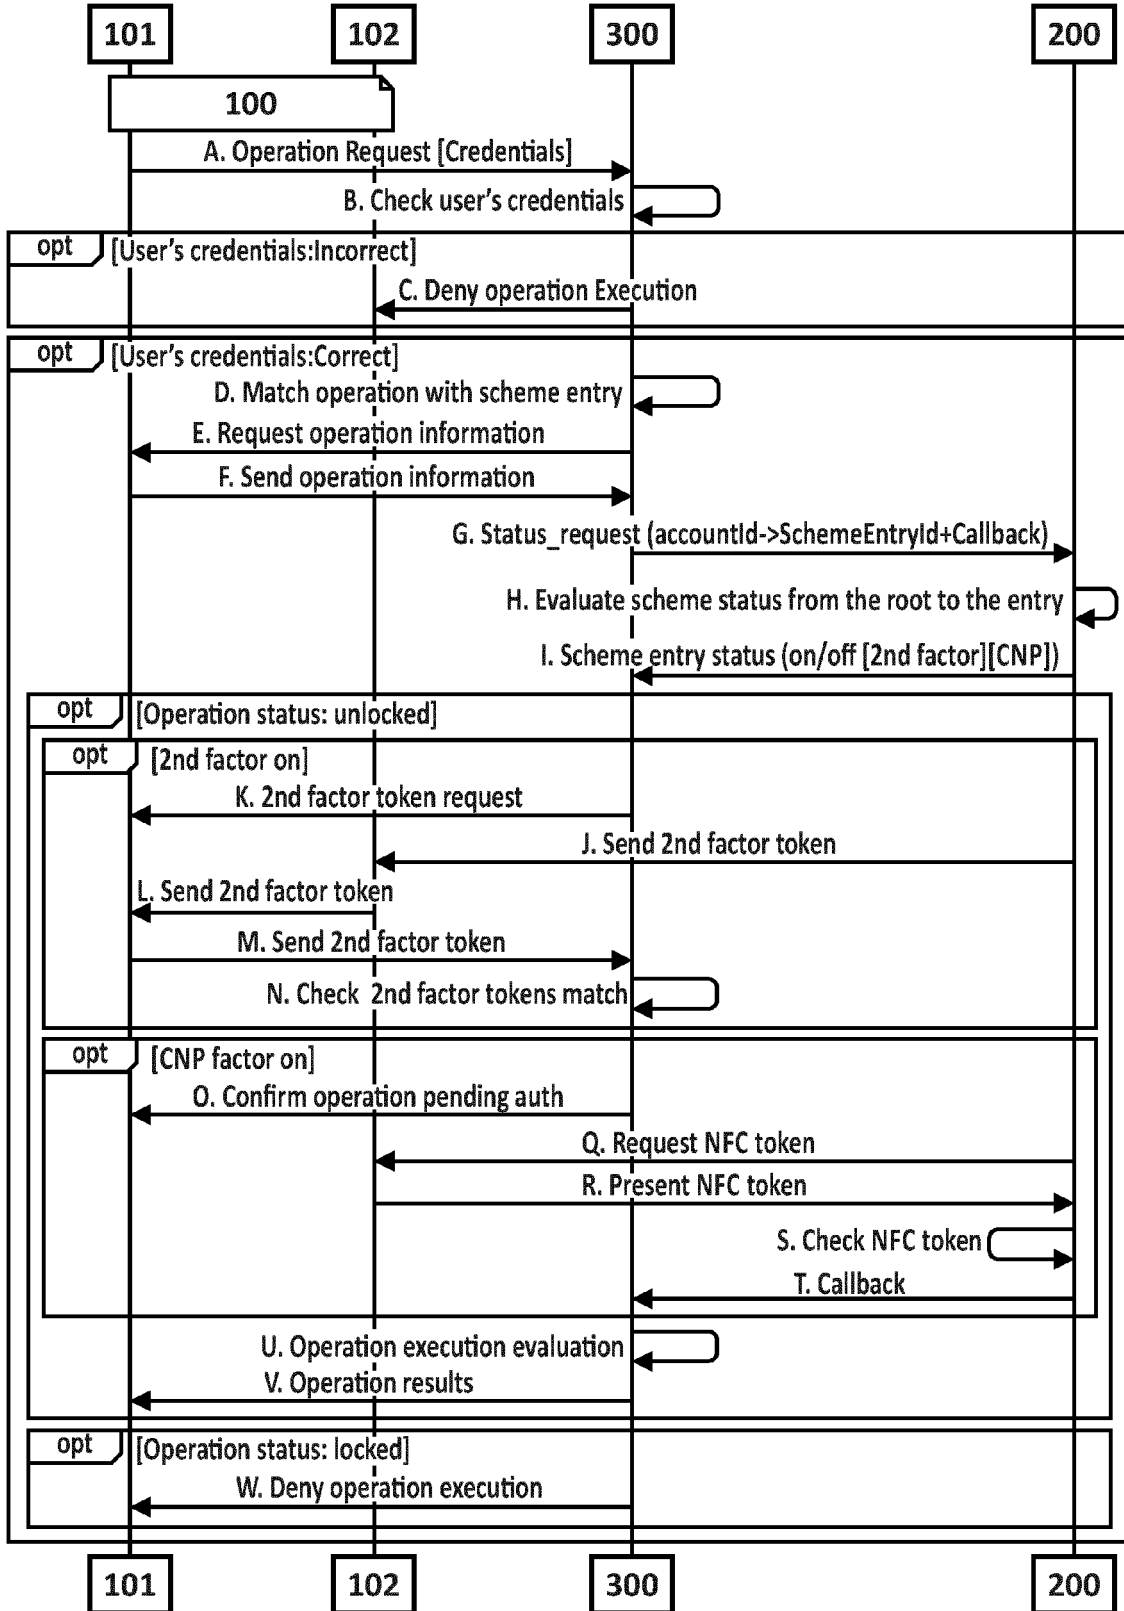 101 102 300 200
100
A. Operation Request [Credentials]
B. Check user's credentials
opt [User's credentials:Incorrect]
C. Deny operation Execution
opt [User's credentials:Correct]
D. Match operation with scheme entry
E. Request operation information
F. Send operation information
G. Status_request (accountId->SchemeEntryId+Callback)
H. Evaluate scheme status from the root to the entry
I. Scheme entry status (on/off [2nd factor][CNP])
opt [Operation status: unlocked]
opt [2nd factor on]
K. 2nd factor token request
J. Send 2nd factor token
L. Send 2nd factor token
M. Send 2nd factor token
N. Check 2nd factor tokens match
opt [CNP factor on]
O. Confirm operation pending auth
Q. Request NFC token
R. Present NFC token
S. Check NFC token
T. Callback
U. Operation execution evaluation
V. Operation results
opt [Operation status: locked]
W. Deny operation execution
101 102 300 200